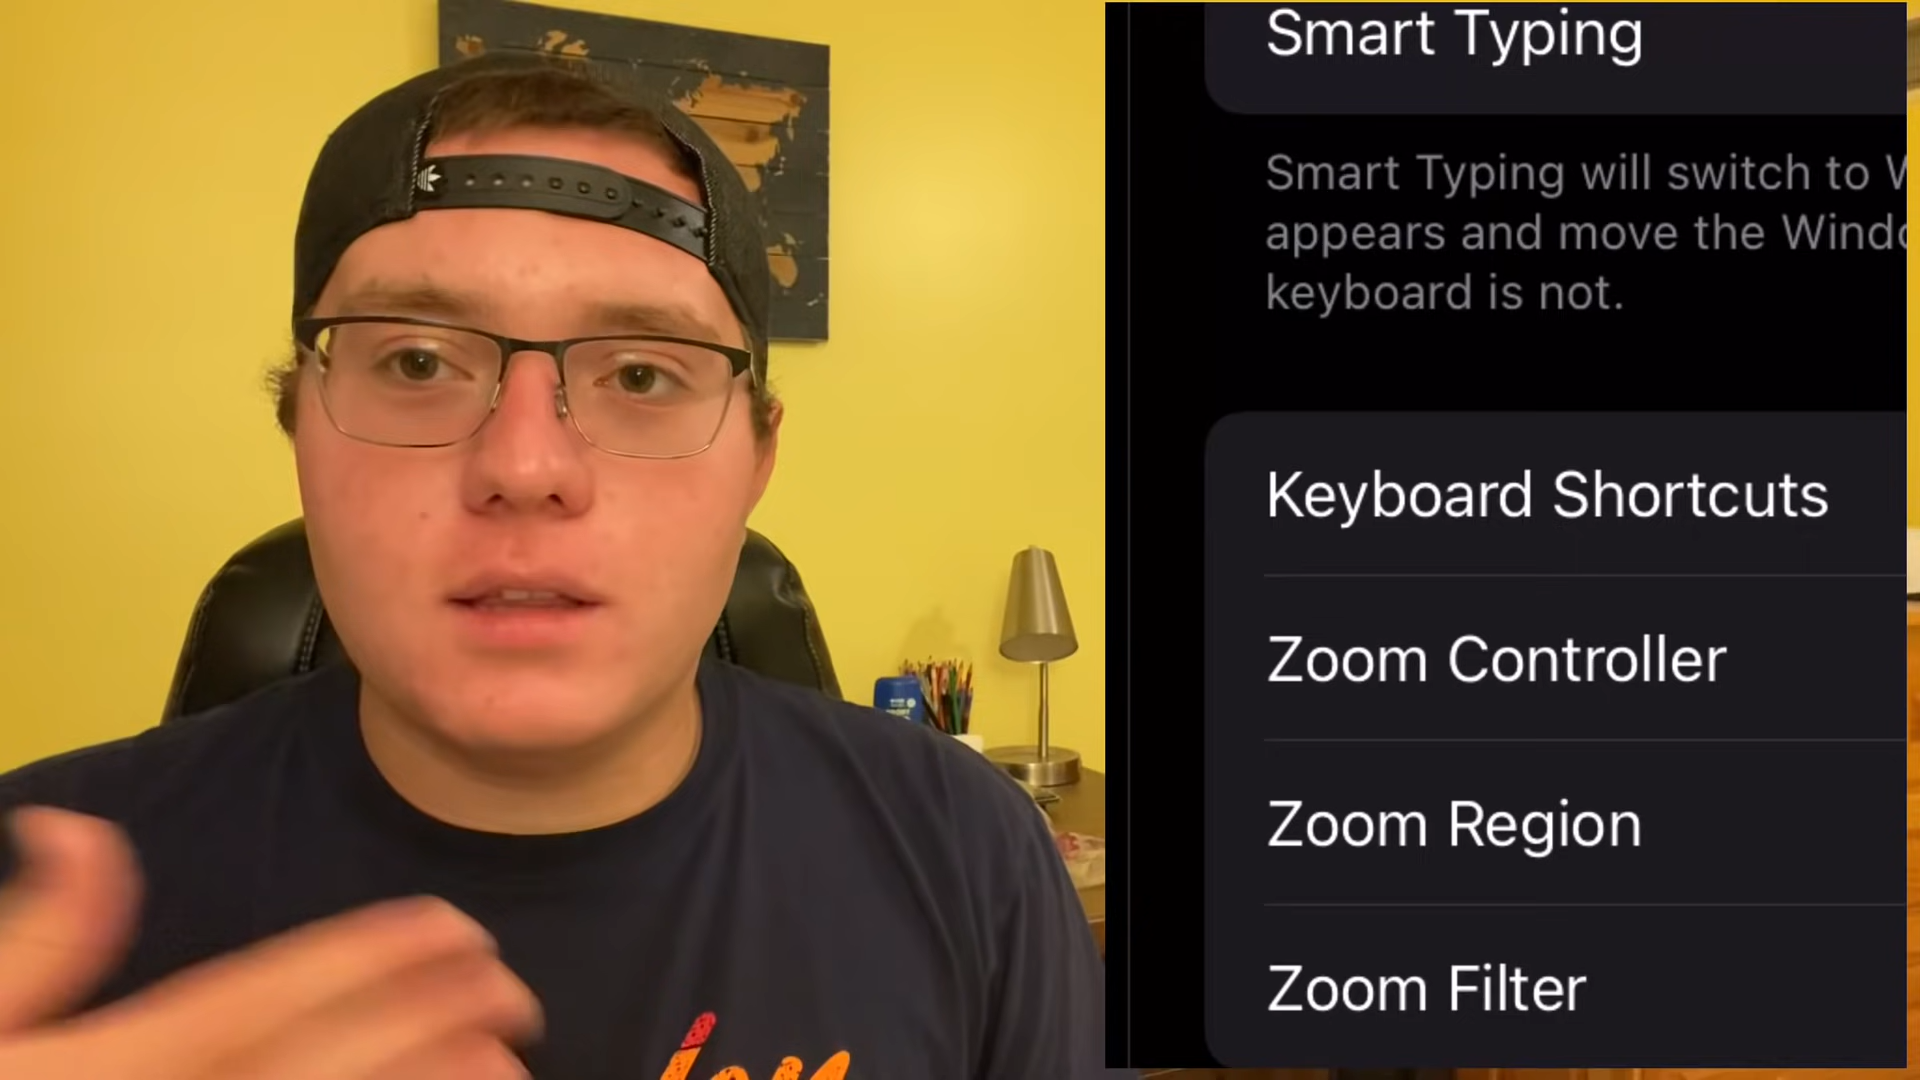 Smart Typing
Smart Typing will switch to
appears and move the
keyboard is not.
Keyboard Shortcuts
Zoom Controller
Zoom Region
Zoom Filter